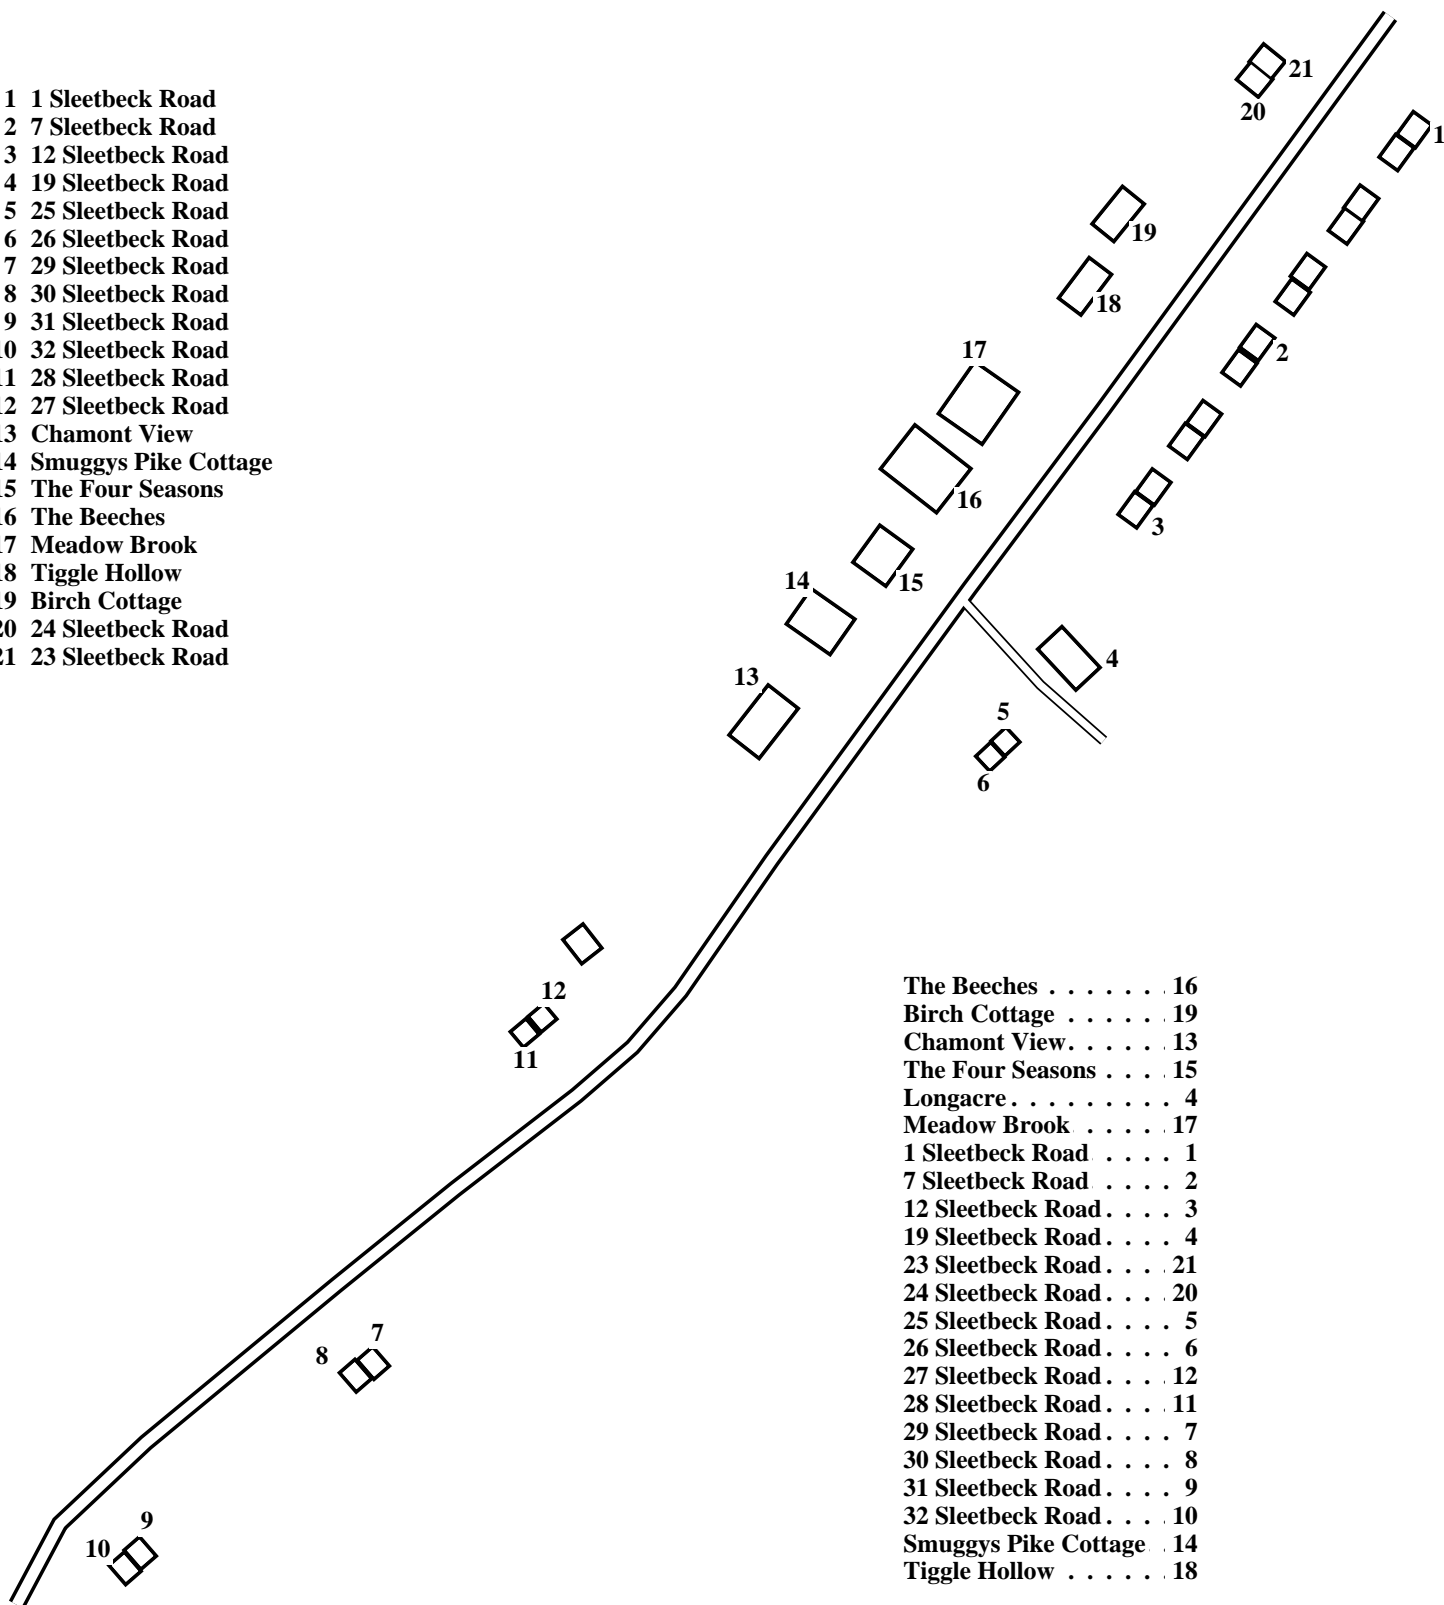 1 1 Sleetbeck Road
2 7 Sleetbeck Road
3 12 Sleetbeck Road
4 19 Sleetbeck Road
5 25 Sleetbeck Road
6 26 Sleetbeck Road
7 29 Sleetbeck Road
8 30 Sleetbeck Road
9 31 Sleetbeck Road
10 32 Sleetbeck Road
11 28 Sleetbeck Road
12 27 Sleetbeck Road
13 Chamont View
14 Smuggys Pike Cottage
15 The Four Seasons
16 The Beeches
17 Meadow Brook
18 Tiggle Hollow
19 Birch Cottage
20 24 Sleetbeck Road
21 23 Sleetbeck Road
21
20
1
19
18
17
2
16
3
15
14
4
13
5
6
12
11
7
8
9
10
The Beeches . . . . . . . 16
Birch Cottage . . . . . . 19
Chamont View . . . . . . 13
The Four Seasons . . . . 15
Longacre . . . . . . . . . 4
Meadow Brook . . . . . . 17
1 Sleetbeck Road . . . . . 1
7 Sleetbeck Road . . . . . 2
12 Sleetbeck Road . . . . 3
19 Sleetbeck Road . . . . 4
23 Sleetbeck Road . . . . 21
24 Sleetbeck Road . . . . 20
25 Sleetbeck Road . . . . 5
26 Sleetbeck Road . . . . 6
27 Sleetbeck Road . . . . 12
28 Sleetbeck Road . . . . 11
29 Sleetbeck Road . . . . 7
30 Sleetbeck Road . . . . 8
31 Sleetbeck Road . . . . 9
32 Sleetbeck Road . . . . 10
Smuggys Pike Cottage . . 14
Tiggle Hollow . . . . . . 18